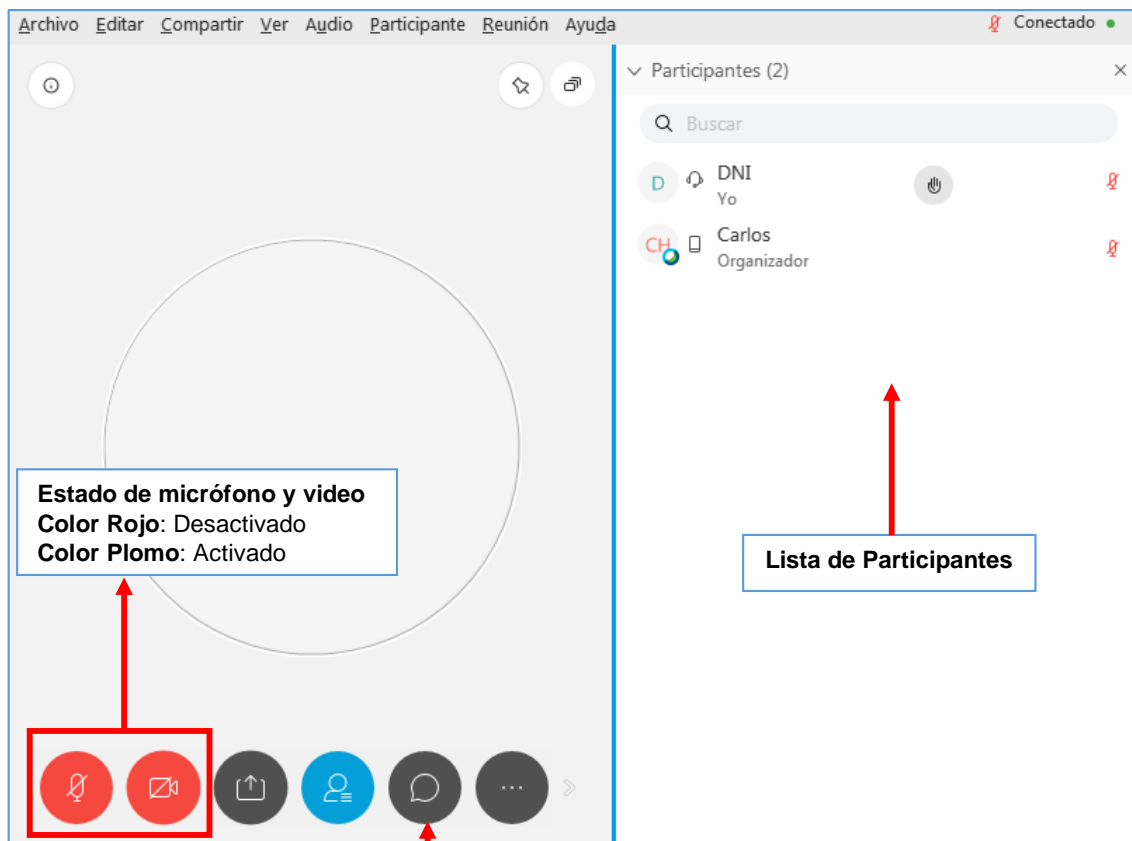 Archivo Editar Compartir Ver Audio Participante Reunión Ayuda
Conectado
Participantes (2)
Buscar
D
DNI
Yo
CH
Carlos
Organizador
Estado de micrófono y video
Color Rojo: Desactivado
Color Plomo: Activado
Lista de Participantes